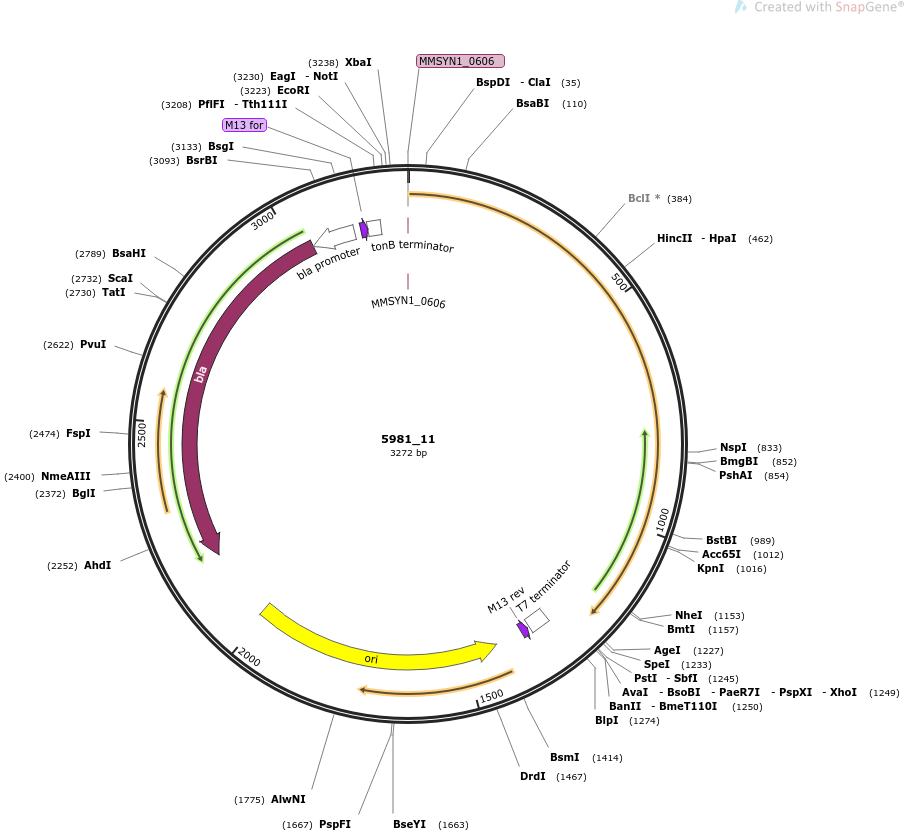 Created with SnapGene®
(3238) XbaI
MMSYN1_0606
(3230) EagI - NotI
BspDI - ClaI (35)
(3223) EcoRI
(3208) PflFI - Tth111I
BsaBI (110)
M13 for
(3133) BsgI
(3093) BsrBI
BclI * (384)
3000
tonB terminator
bla promoter
HincII - HpaI (462)
(2789) BsaHI
(2732) ScaI
(2730) TatI
500
MMSYN1_0606
(2622) PvuI
bla
(2474) FspI
2500
5981_11
3272 bp
NspI (833)
BmgBI (852)
PshAI (854)
(2400) NmeAIII
(2372) BglI
1000
BstBI (989)
Acc65I (1012)
KpnI (1016)
(2252) AhdI
M13 rev
T7 terminator
NheI (1153)
BmtI (1157)
2000
ori
AgeI (1227)
SpeI (1233)
PstI - SbfI (1245)
AvaI - BsoBI - PaeR7I - PspXI - XhoI (1249)
BanII - BmeT110I (1250)
BlpI (1274)
1500
BsmI (1414)
DrdI (1467)
(1775) AlwNI
(1667) PspFI
BseYI (1663)